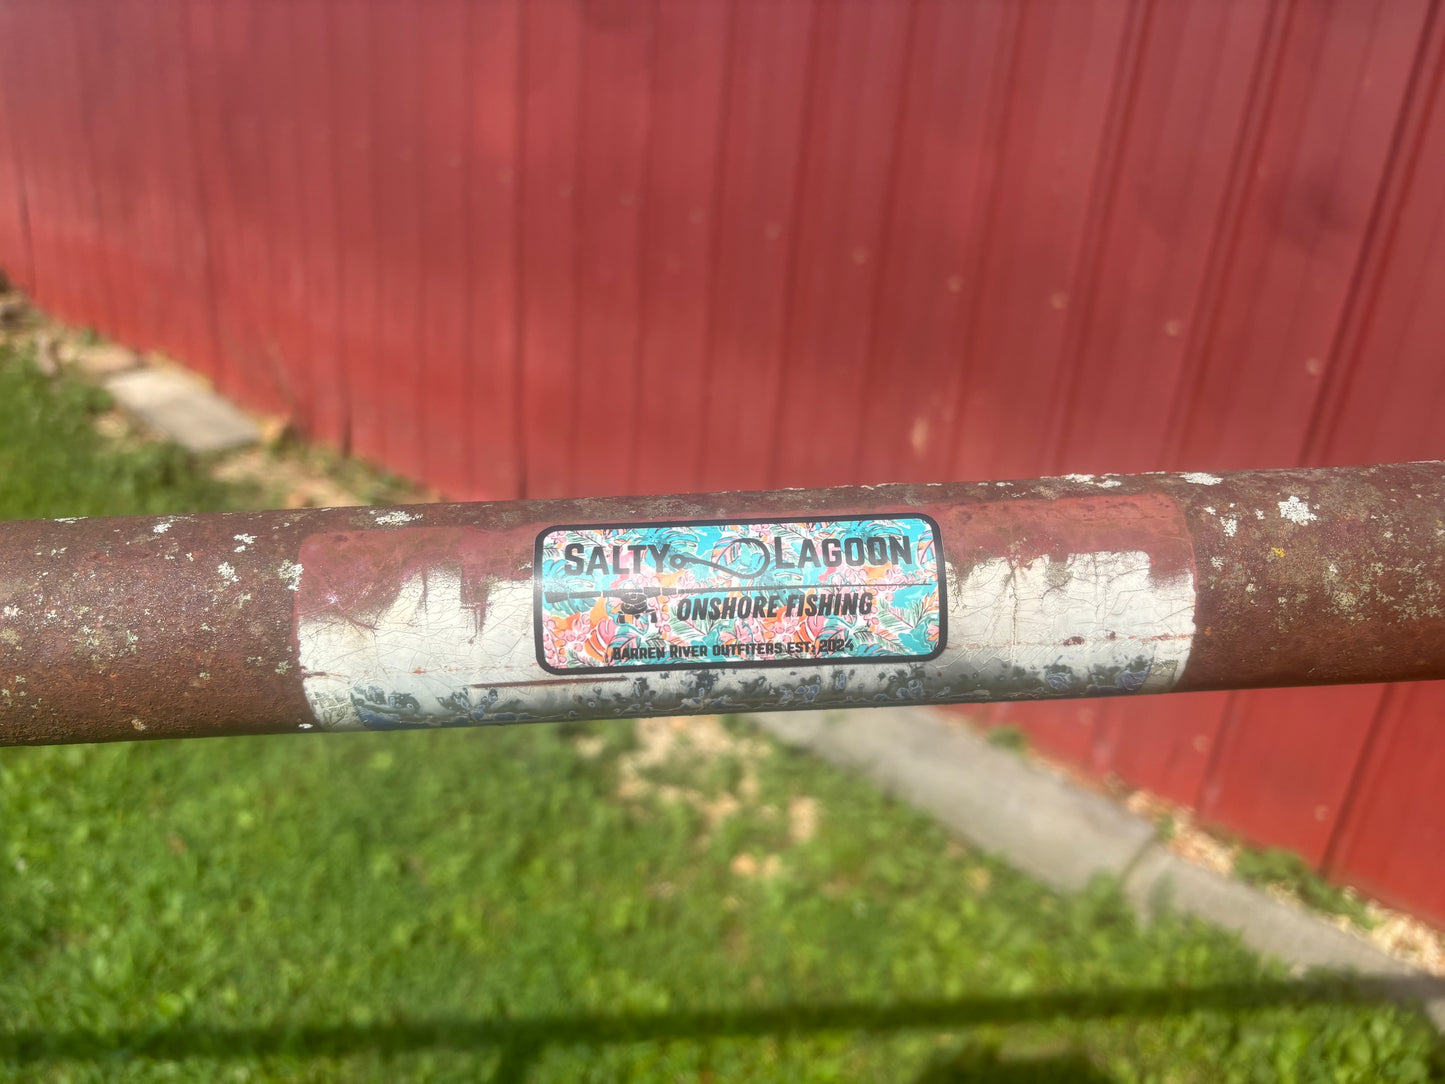 SALTY LAGOON
ONSHORE FISHING
BARREN RIVER OUTFITTERS EST. 2024